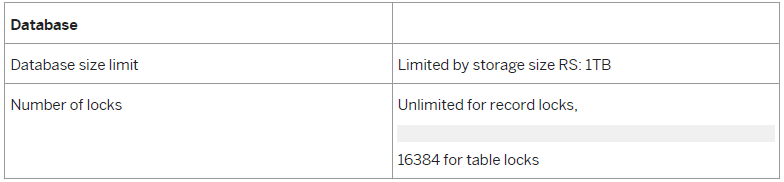 Database
Database size limit
Limited by storage size RS: 1TB
Number of locks
Unlimited for record locks,
16384 for table locks